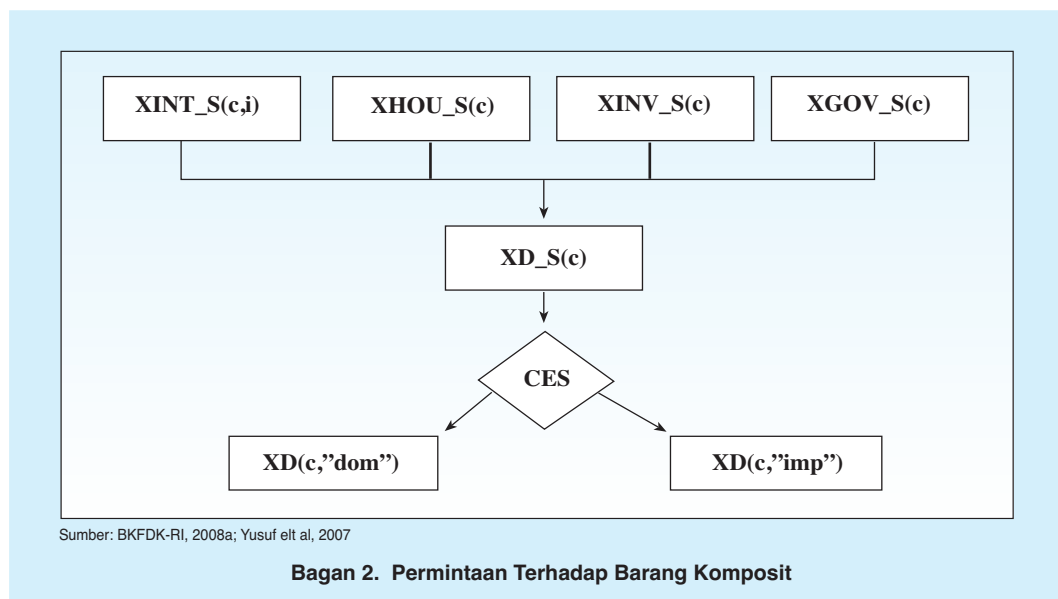 XINT_S(c,i)
XHOU_S(c)
XINV_S(c)
XGOV_S(c)
XD_S(c)
CES
XD(c,”dom”)
XD(c,”imp”)
Sumber: BKFDK-RI, 2008a; Yusuf elt al, 2007
Bagan 2. Permintaan Terhadap Barang Komposit